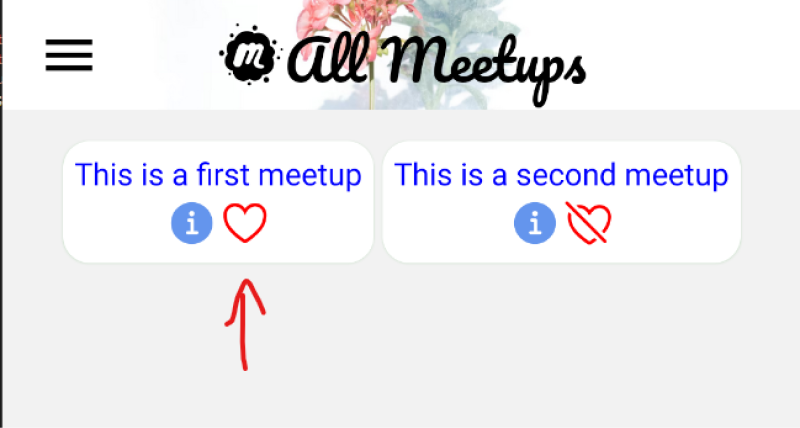 m All Meetups
This is a first meetup
This is a second meetup
i
i